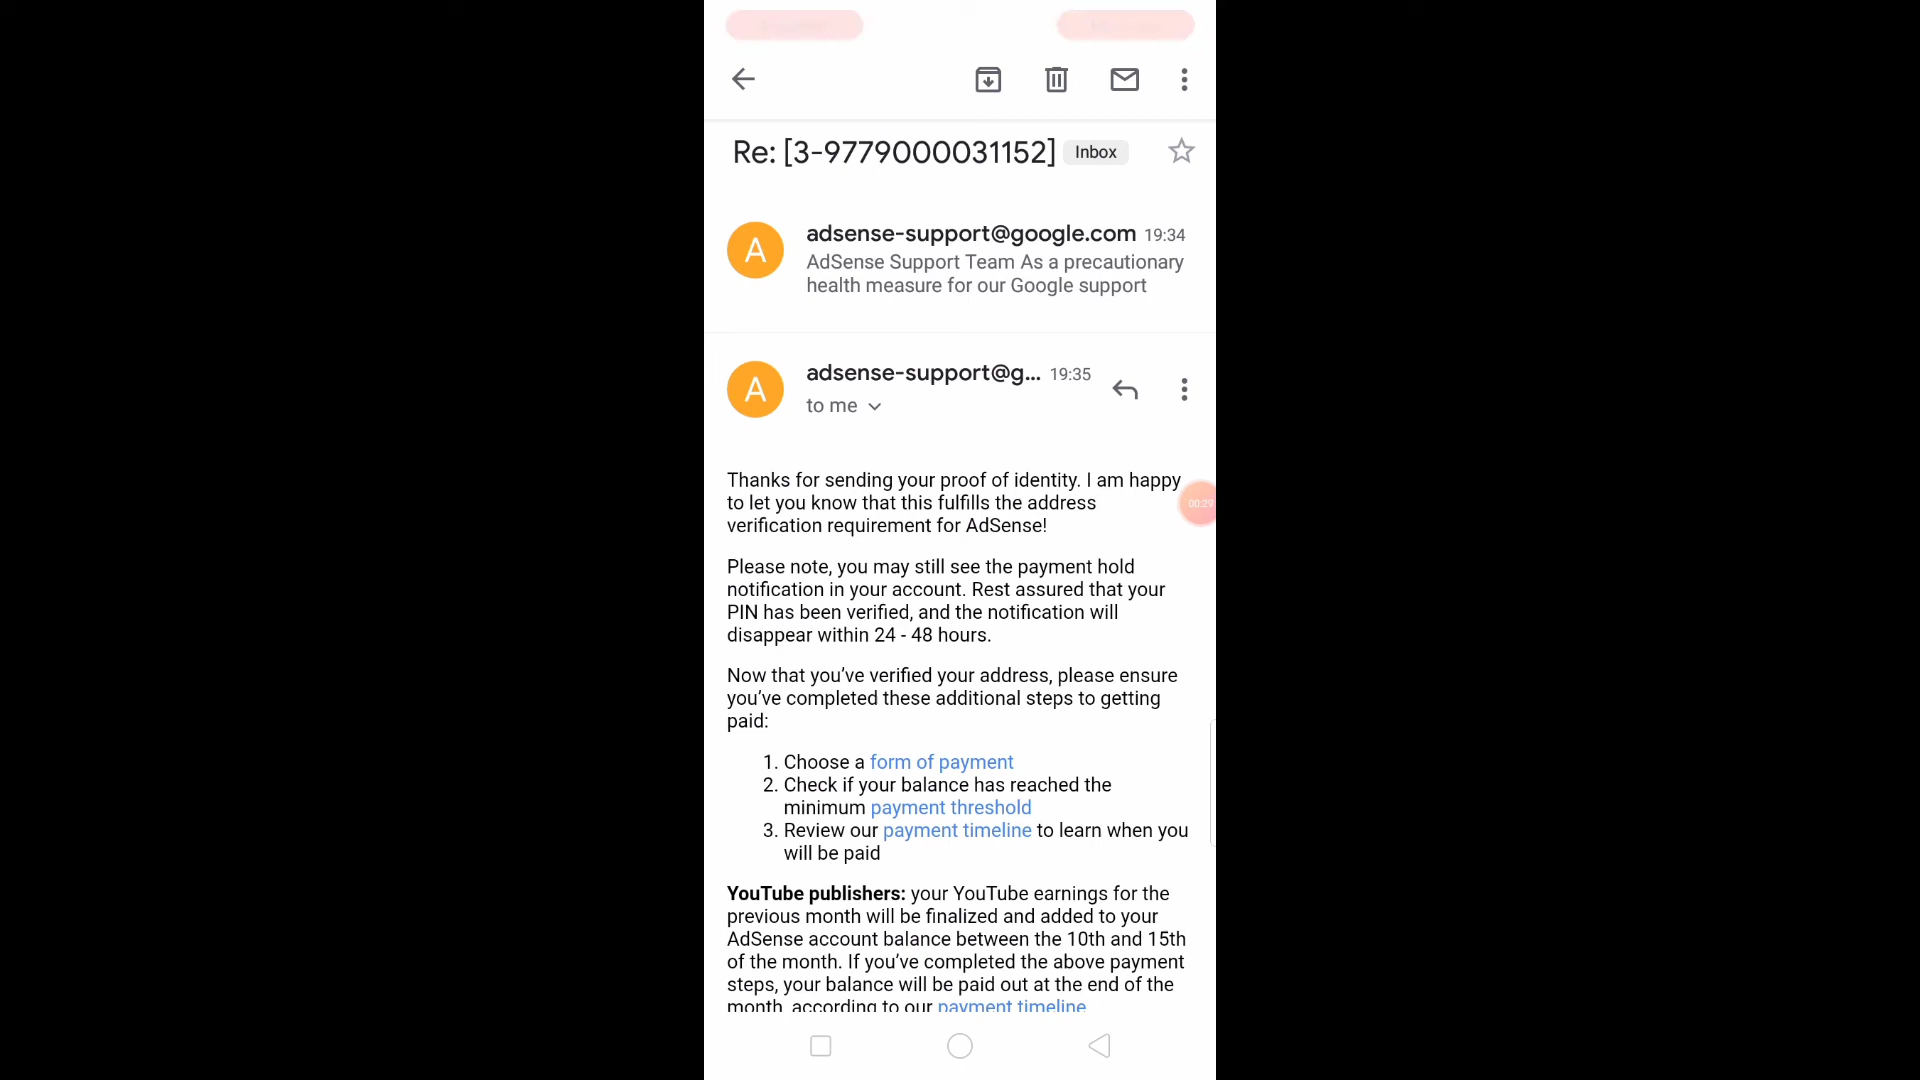 Re: [3-9779000031152] Inbox
A
adsense-support@google.com 19:34
AdSense Support Team As a precautionary
health measure for our Google support
A
adsense-support@g... 19:35
to me
Thanks for sending your proof of identity. I am happy
to let you know that this fulfills the address
verification requirement for AdSense!
00:29
Please note, you may still see the payment hold
notification in your account. Rest assured that your
PIN has been verified, and the notification will
disappear within 24 - 48 hours.
Now that you’ve verified your address, please ensure
you’ve completed these additional steps to getting
paid:
1. Choose a form of payment
2. Check if your balance has reached the
minimum payment threshold
3. Review our payment timeline to learn when you
will be paid
YouTube publishers: your YouTube earnings for the
previous month will be finalized and added to your
AdSense account balance between the 10th and 15th
of the month. If you’ve completed the above payment
steps, your balance will be paid out at the end of the
month, according to our payment timeline